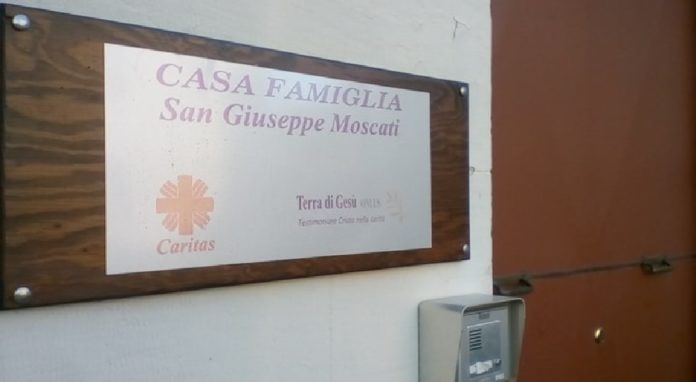 CASA FAMIGLIA
San Giuseppe Moscati
Caritas
Terra di Gesù ONLUS
Testimoniare Cristo nella carità